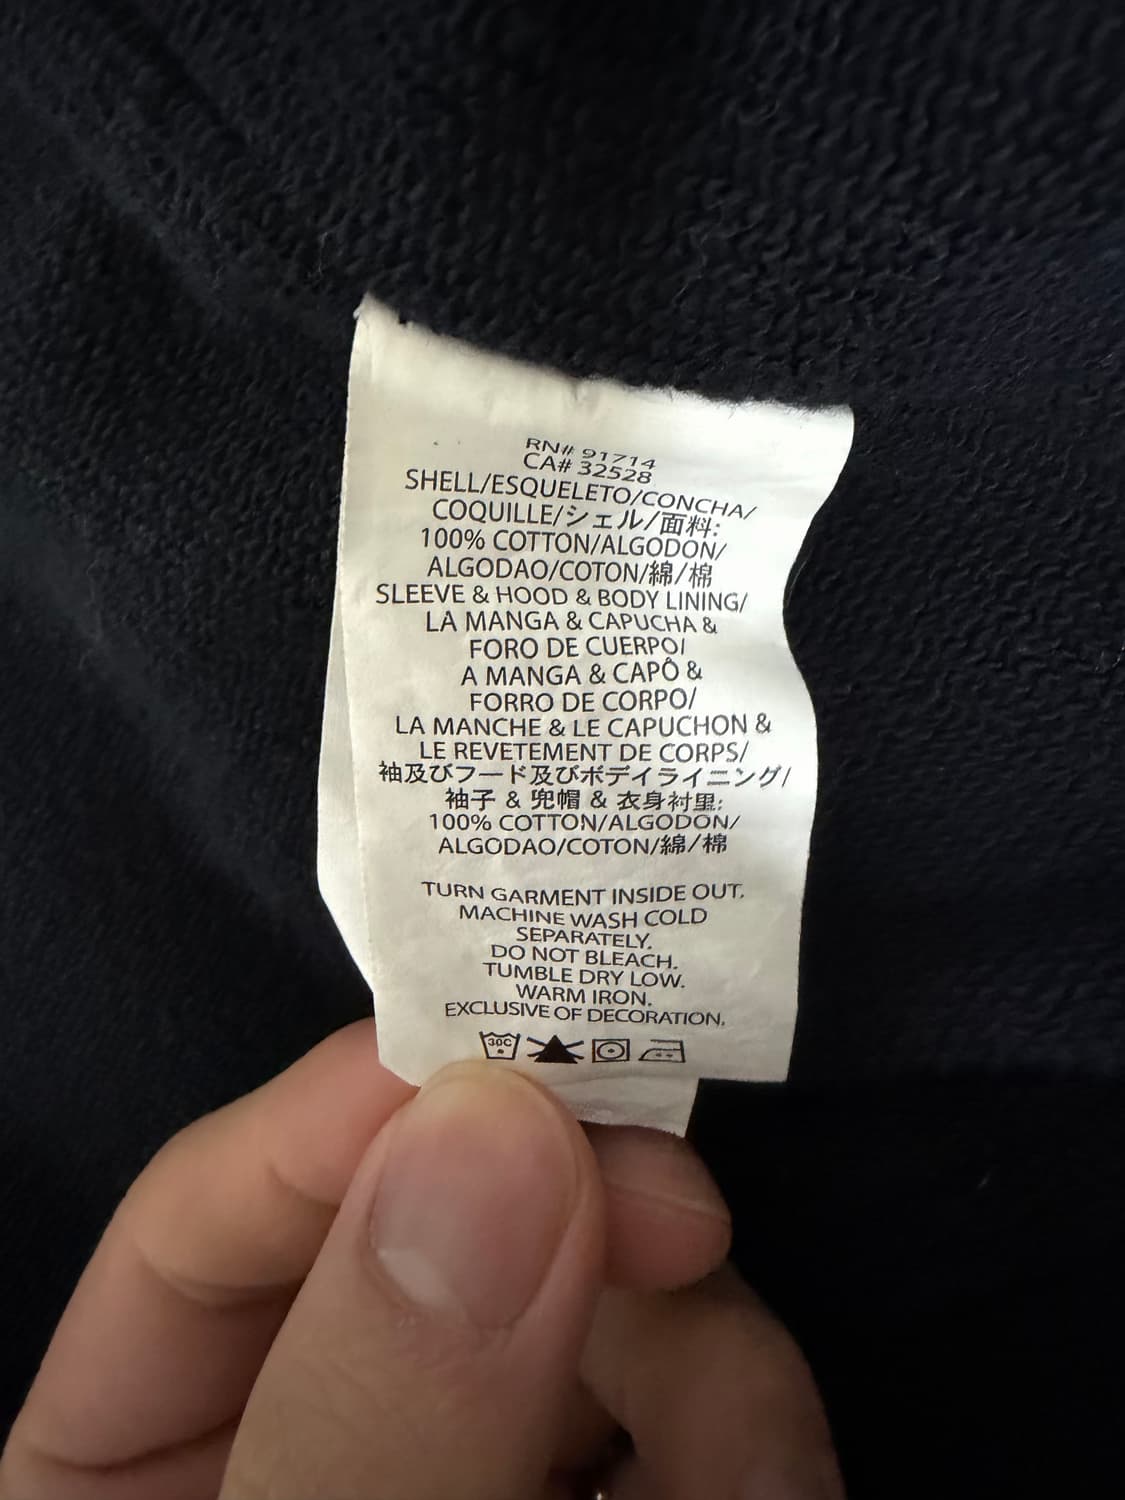 RN# 91714
CA# 32528
SHELL/ESQUELETO/CONCHA/
COQUILLE/シェル/面料:
100% COTTON/ALGODON/
ALGODAO/COTON/綿/棉
SLEEVE & HOOD & BODY LINING/
LA MANGA & CAPUCHA &
FORO DE CUERPO/
A MANGA & CAPÔ &
FORRO DE CORPO/
LA MANCHE & LE CAPUCHON &
LE REVETEMENT DE CORPS/
袖及びフード及びボデイライニング/
袖子 & 兜帽 & 衣身衬里:
100% COTTON/ALGODON/
ALGODAO/COTON/綿/棉
TURN GARMENT INSIDE OUT.
MACHINE WASH COLD
SEPARATELY.
DO NOT BLEACH.
TUMBLE DRY LOW.
WARM IRON.
EXCLUSIVE OF DECORATION.
30C